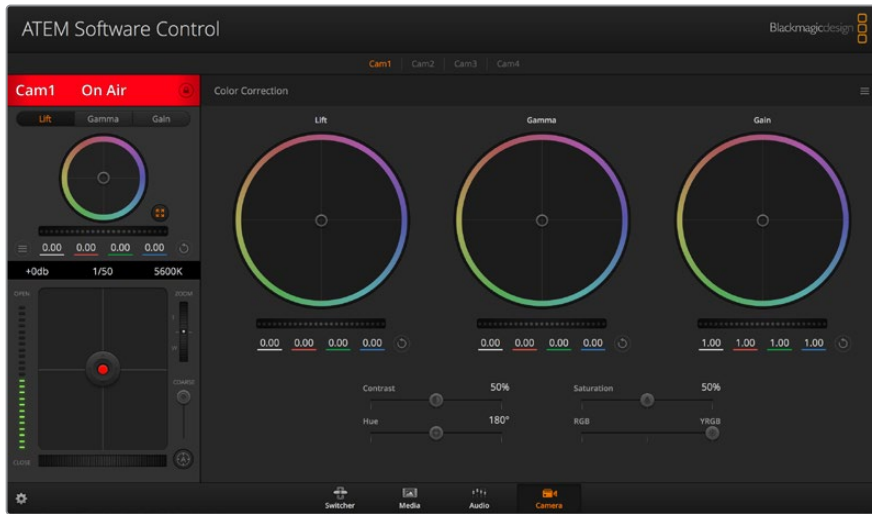 ATEM Software Control
Blackmagicdesign
Cam1 Cam2 Cam3 Cam4
Cam1 On Air
Color Correction
Lift Gamma Gain
0.00 0.00 0.00 0.00
+0db 1/50 5600K
OPEN
ZOOM
T
W
COARSE
CLOSE
Lift Gamma Gain
0.00 0.00 0.00 0.00 0.00 0.00 0.00 0.00 1.00 1.00 1.00 1.00
Contrast 50% Saturation 50%
Hue 180° RGB YRGB
Switcher Media Audio Camera